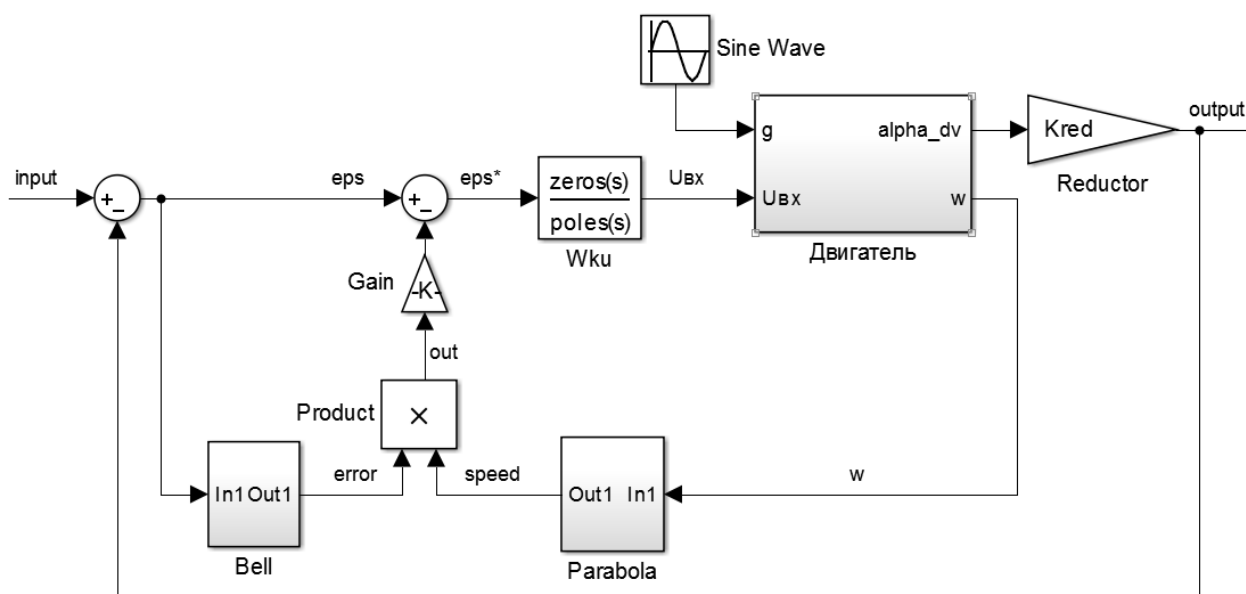 Sine Wave
g
alpha_dv
Uвх
w
Двигатель
Kred
Reductor
output
input
+
−
eps
+
−
eps*
zeros(s)
poles(s)
Wku
Uвх
Gain
-K-
out
Product
×
error
speed
w
In1 Out1
Bell
Out1 In1
Parabola